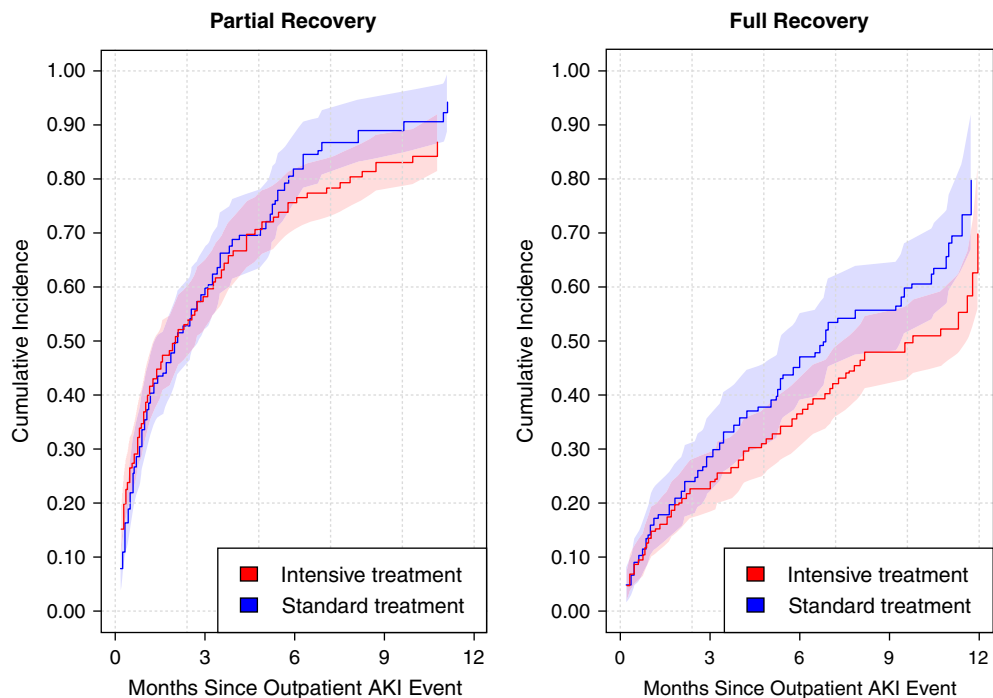 Partial Recovery
Cumulative Incidence
1.00
0.90
0.80
0.70
0.60
0.50
0.40
0.30
0.20
0.10
0.00
Intensive treatment
Standard treatment
0 3 6 9 12
Months Since Outpatient AKI Event
Full Recovery
Cumulative Incidence
1.00
0.90
0.80
0.70
0.60
0.50
0.40
0.30
0.20
0.10
0.00
Intensive treatment
Standard treatment
0 3 6 9 12
Months Since Outpatient AKI Event